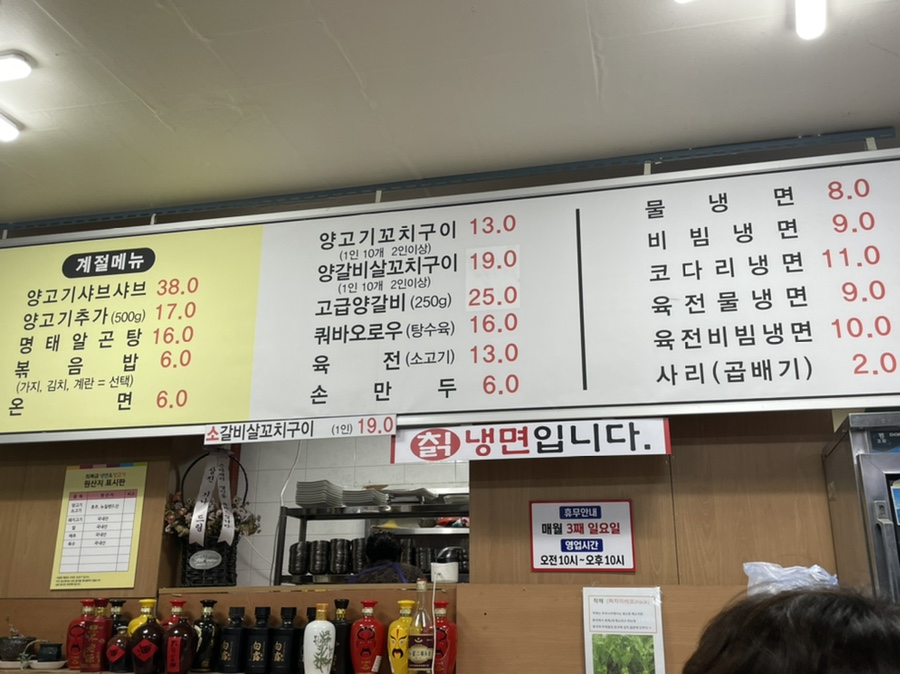 계절메뉴
양고기샤브샤브 38.0
양고기추가(500g) 17.0
명태알곤탕 16.0
볶음밥 6.0
(가지, 김치, 계란 = 선택)
온면 6.0
양고기꼬치구이 13.0
(1인 10개 2인이상)
양갈비살꼬치구이 19.0
(1인 10개 2인이상)
고급양갈비(250g) 25.0
쿼바오로우(탕수육) 16.0
육전(소고기) 13.0
손만두 6.0
물냉면 8.0
비빔냉면 9.0
코다리냉면 11.0
육전물냉면 9.0
육전비빔냉면 10.0
사리(곱배기) 2.0
소갈비살꼬치구이 (1인) 19.0
칡냉면입니다.
원산지 표시판
휴무안내
매월 3째 일요일
영업시간
오전10시~오후10시